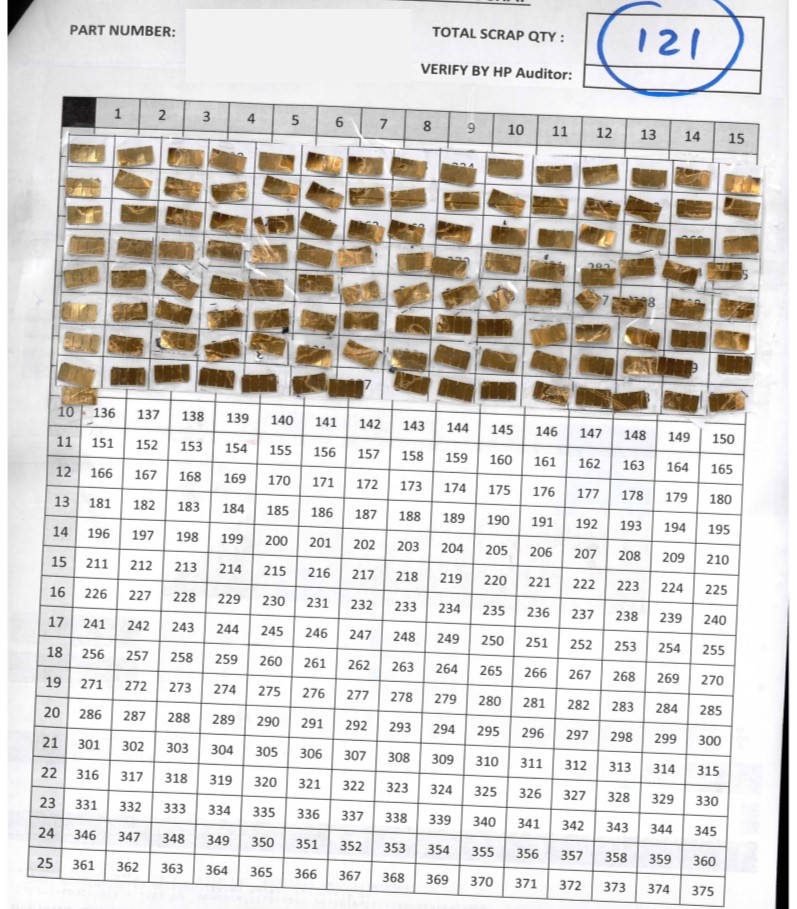 PART NUMBER: TOTAL SCRAP QTY : 121
VERIFY BY HP Auditor:
1 2 3 4 5 6 7 8 9 10 11 12 13 14 15
10 136 137 138 139 140 141 142 143 144 145 146 147 148 149 150
11 151 152 153 154 155 156 157 158 159 160 161 162 163 164 165
12 166 167 168 169 170 171 172 173 174 175 176 177 178 179 180
13 181 182 183 184 185 186 187 188 189 190 191 192 193 194 195
14 196 197 198 199 200 201 202 203 204 205 206 207 208 209 210
15 211 212 213 214 215 216 217 218 219 220 221 222 223 224 225
16 226 227 228 229 230 231 232 233 234 235 236 237 238 239 240
17 241 242 243 244 245 246 247 248 249 250 251 252 253 254 255
18 256 257 258 259 260 261 262 263 264 265 266 267 268 269 270
19 271 272 273 274 275 276 277 278 279 280 281 282 283 284 285
20 286 287 288 289 290 291 292 293 294 295 296 297 298 299 300
21 301 302 303 304 305 306 307 308 309 310 311 312 313 314 315
22 316 317 318 319 320 321 322 323 324 325 326 327 328 329 330
23 331 332 333 334 335 336 337 338 339 340 341 342 343 344 345
24 346 347 348 349 350 351 352 353 354 355 356 357 358 359 360
25 361 362 363 364 365 366 367 368 369 370 371 372 373 374 375